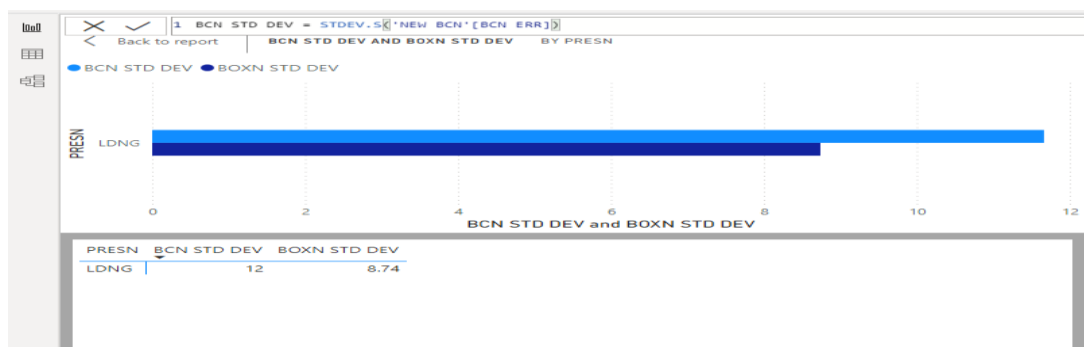 1 BCN STD DEV = STDEV.S('NEW BCN'[BCN ERR])
Back to report BCN STD DEV AND BOXN STD DEV BY PRESN
BCN STD DEV BOXN STD DEV
PRESN
LDNG
0 2 4 6 8 10 12
BCN STD DEV and BOXN STD DEV
PRESN BCN STD DEV BOXN STD DEV
LDNG 12 8.74